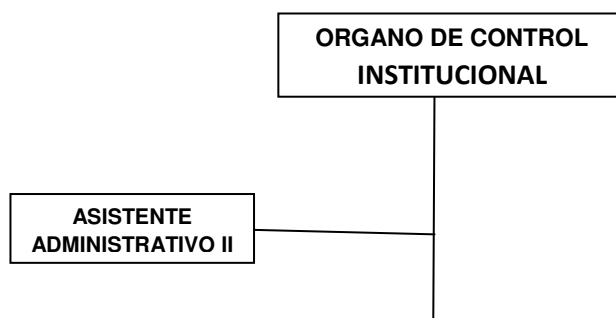 ORGANO DE CONTROL
INSTITUCIONAL
ASISTENTE
ADMINISTRATIVO II